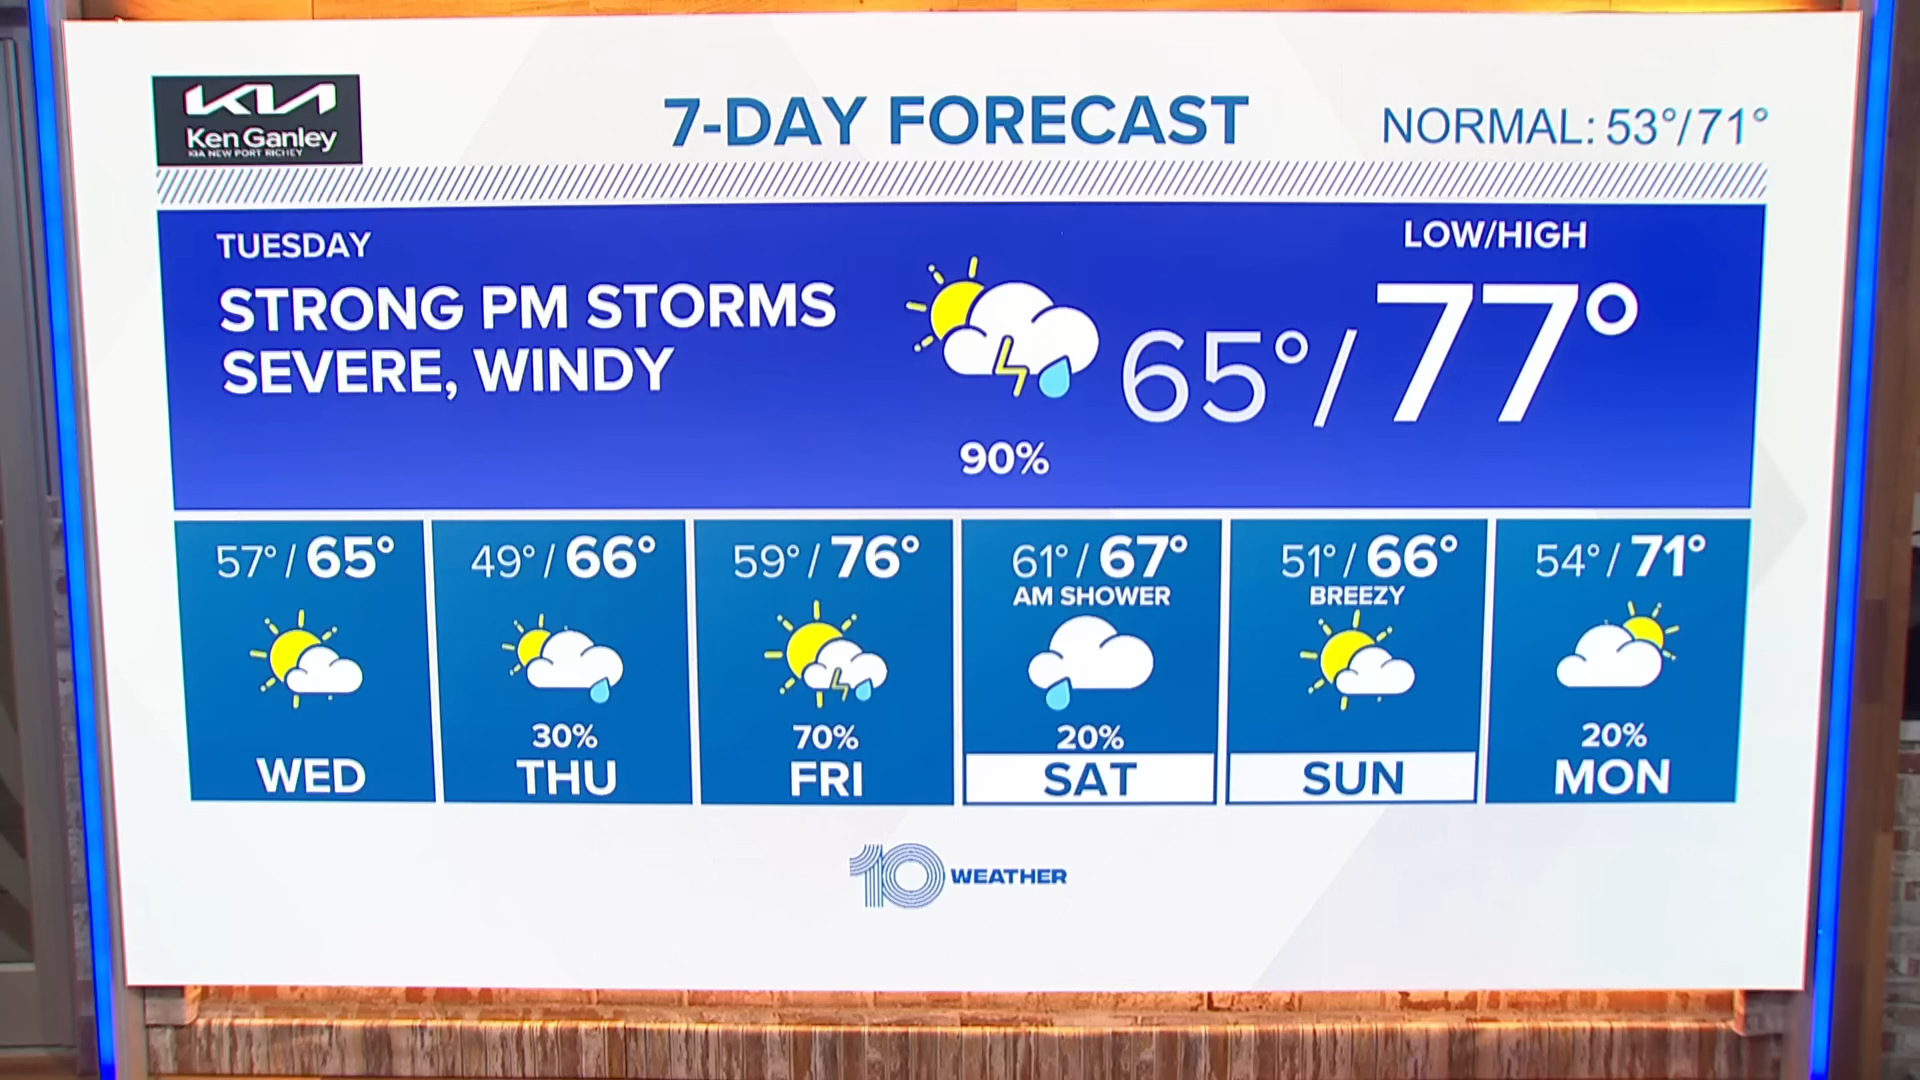 KIA
Ken Ganley
KIA NEW PORT RICHEY
7-DAY FORECAST
NORMAL: 53°/71°
TUESDAY
STRONG PM STORMS
SEVERE, WINDY
90%
LOW/HIGH
65°/77°
57°/65°
WED
49°/66°
30%
THU
59°/76°
70%
FRI
61°/67°
AM SHOWER
20%
SAT
51°/66°
BREEZY
SUN
54°/71°
20%
MON
10 WEATHER